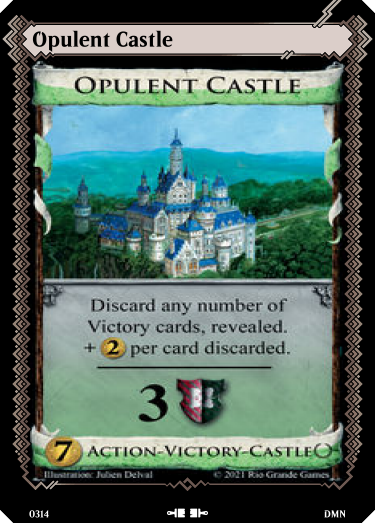 Opulent Castle
OPULENT CASTLE
Discard any number of
Victory cards, revealed.
+ 2 per card discarded.
3
7 ACTION-VICTORY-CASTLE
Illustration: Julien Delval © 2021 Rio Grande Games
0314 DMN